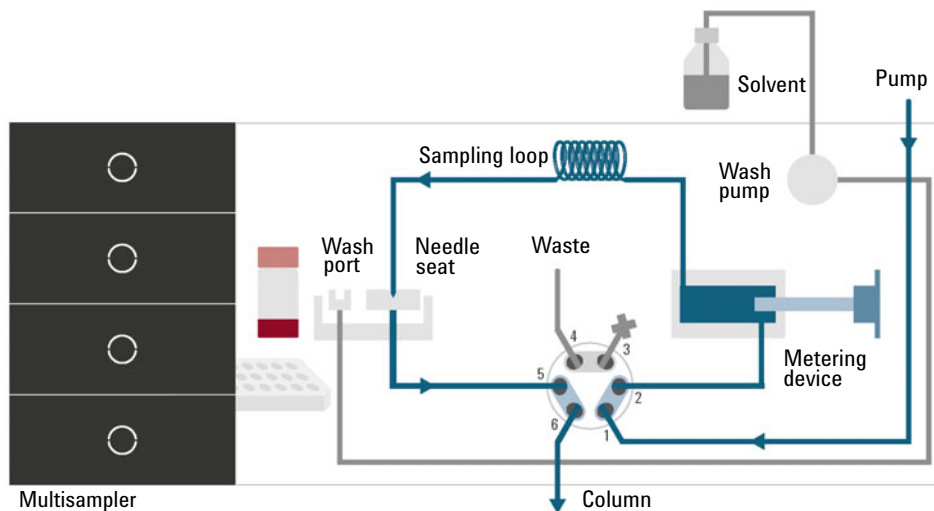 Solvent
Pump
Sampling loop
Wash
pump
Wash
port
Needle
seat
Waste
4
3
5
2
6
1
Metering
device
Multisampler
Column